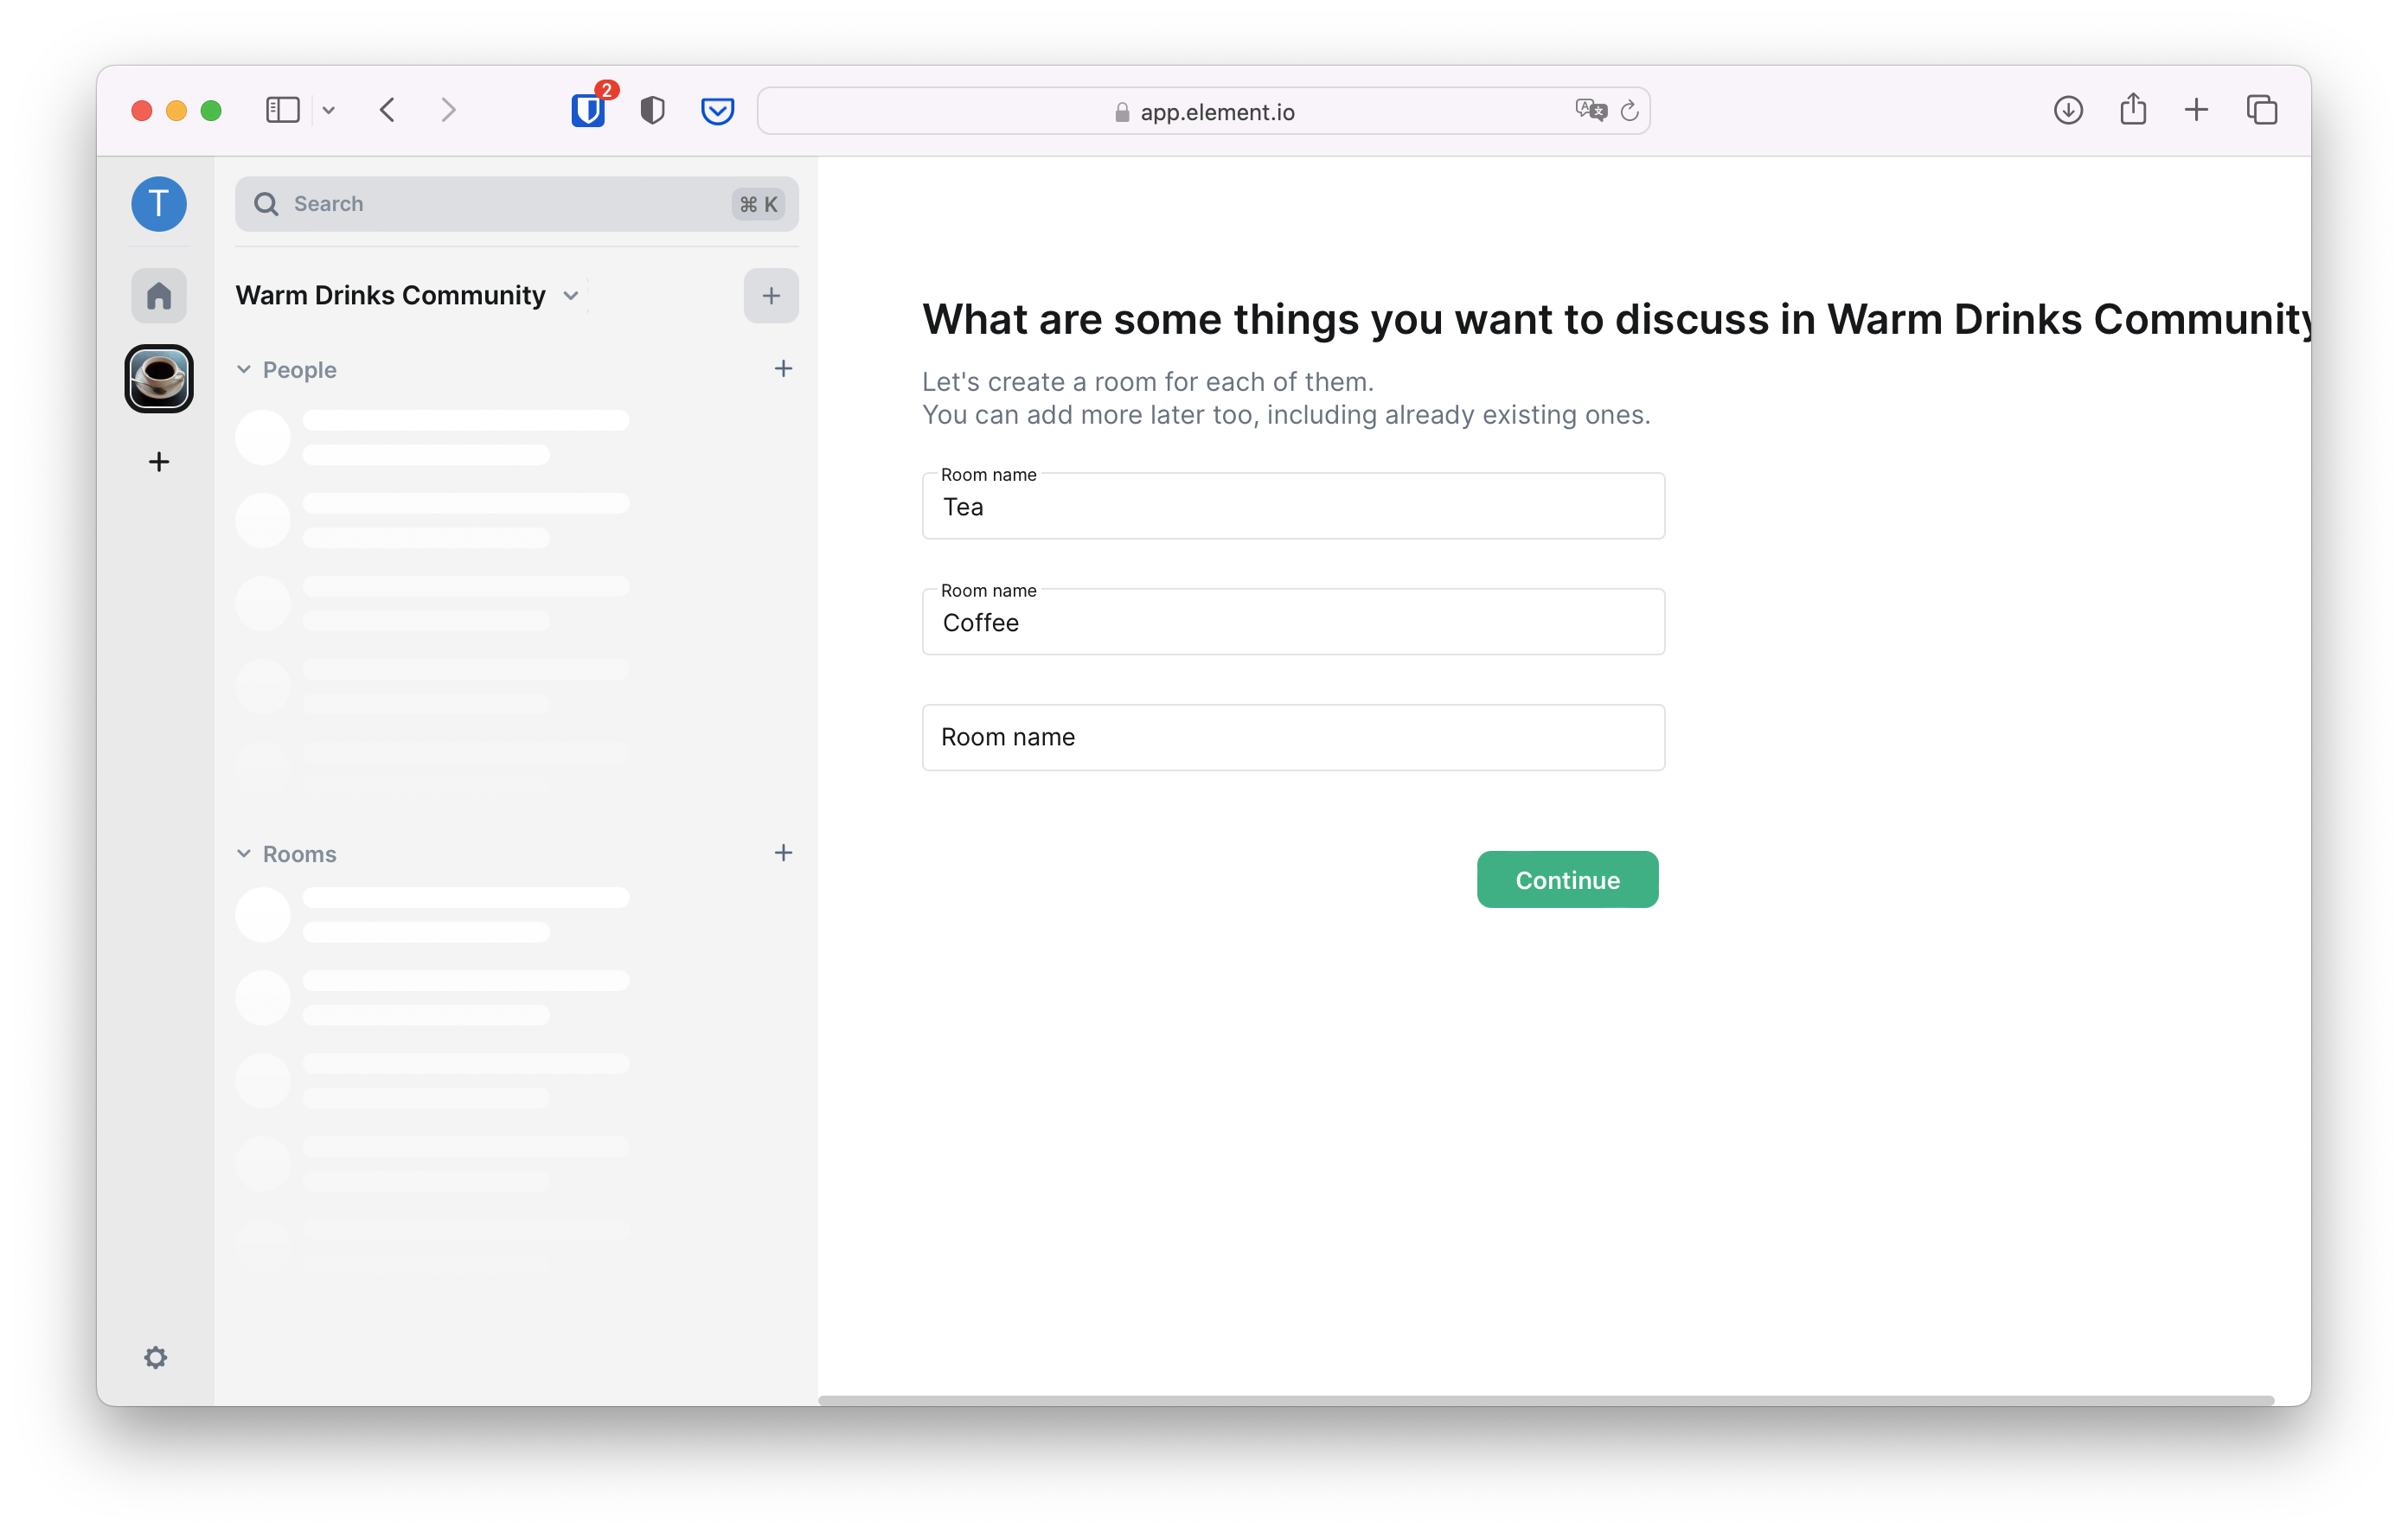 2
app.element.io
T
Search
⌘ K
Warm Drinks Community
People
Rooms
What are some things you want to discuss in Warm Drinks Community
Let's create a room for each of them.
You can add more later too, including already existing ones.
Room name
Tea
Room name
Coffee
Room name
Continue